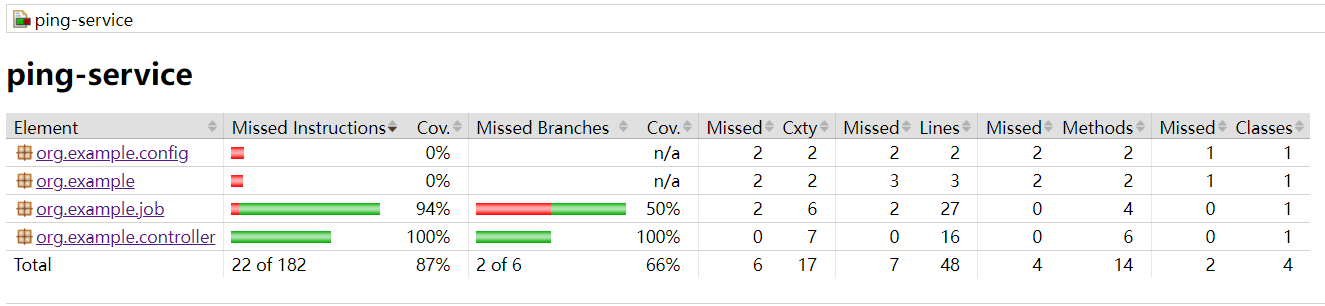 ping-service
ping-service
Element Missed Instructions Cov. Missed Branches Cov. Missed Cxty Missed Lines Missed Methods Missed Classes
org.example.config 0% n/a 2 2 2 2 2 2 1 1
org.example 0% n/a 2 2 3 3 2 2 1 1
org.example.job 94% 50% 2 6 2 27 0 4 0 1
org.example.controller 100% 100% 0 7 0 16 0 6 0 1
Total 22 of 182 87% 2 of 6 66% 6 17 7 48 4 14 2 4